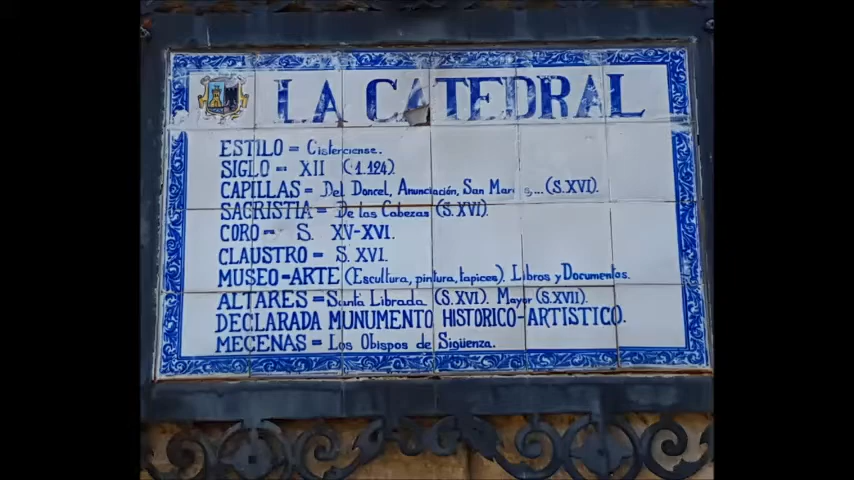 LA CATEDRAL
ESTILO = Cisterciense.
SIGLO = XII (1.124)
CAPILLAS = Del Doncel, Anunciación, San Marcos,... (S.XVI).
SACRISTIA = De las Cabezas (S.XVI)
CORO = S. XV-XVI.
CLAUSTRO = S. XVI.
MUSEO-ARTE (Escultura, pintura, tapices). Libros y Documentos.
ALTARES = Santa Librada (S.XVI). Mayor (S.XVII).
DECLARADA MONUMENTO HISTORICO-ARTISTICO.
MECENAS = Los Obispos de Sigüenza.